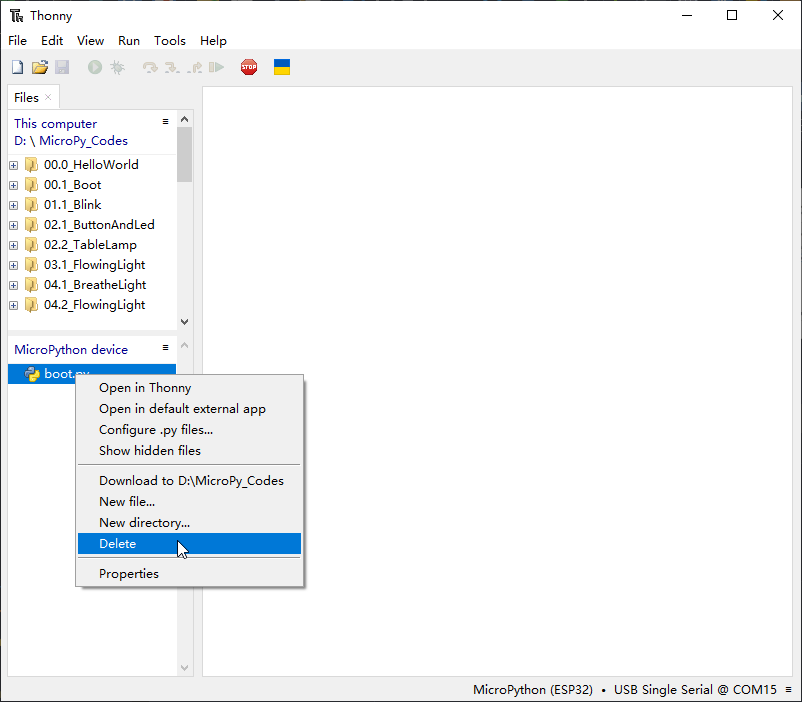 Thonny
File Edit View Run Tools Help
STOP
Files
This computer
D: \ MicroPy_Codes
00.0_HelloWorld
00.1_Boot
01.1_Blink
02.1_ButtonAndLed
02.2_TableLamp
03.1_FlowingLight
04.1_BreatheLight
04.2_FlowingLight
MicroPython device
boot.py
Open in Thonny
Open in default external app
Configure .py files...
Show hidden files
Download to D:\MicroPy_Codes
New file...
New directory...
Delete
Properties
MicroPython (ESP32) • USB Single Serial @ COM15